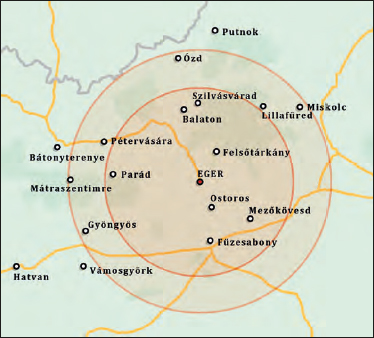 Putnok
Ózd
Szilvásvárad
Balaton
Lillafüred
Miskolc
Pétervására
Bátonyterenye
Felsőtárkány
Parád
EGER
Mátraszentimre
Ostoros
Mezőkövesd
Gyöngyös
Füzesabony
Hatvan
Vámosgyörk